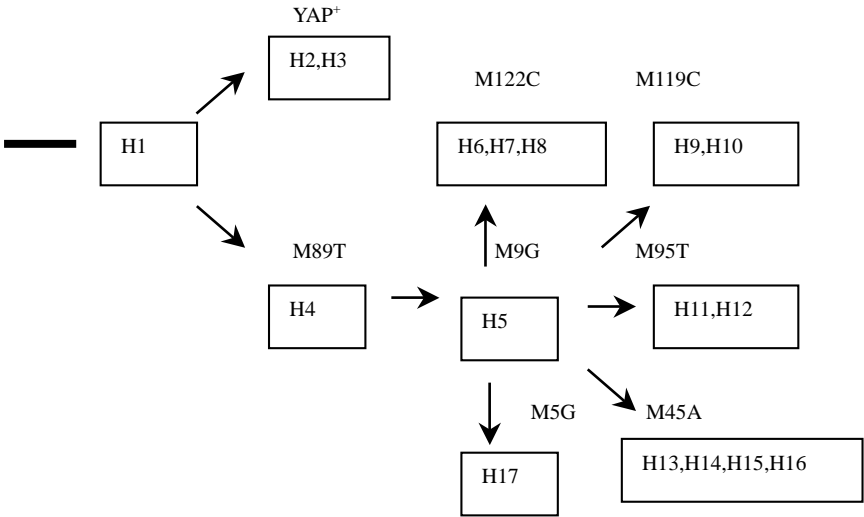 YAP⁺
H2,H3
M122C
M119C
H1
H6,H7,H8
H9,H10
M89T
M9G
M95T
H4
H5
H11,H12
M5G
M45A
H17
H13,H14,H15,H16